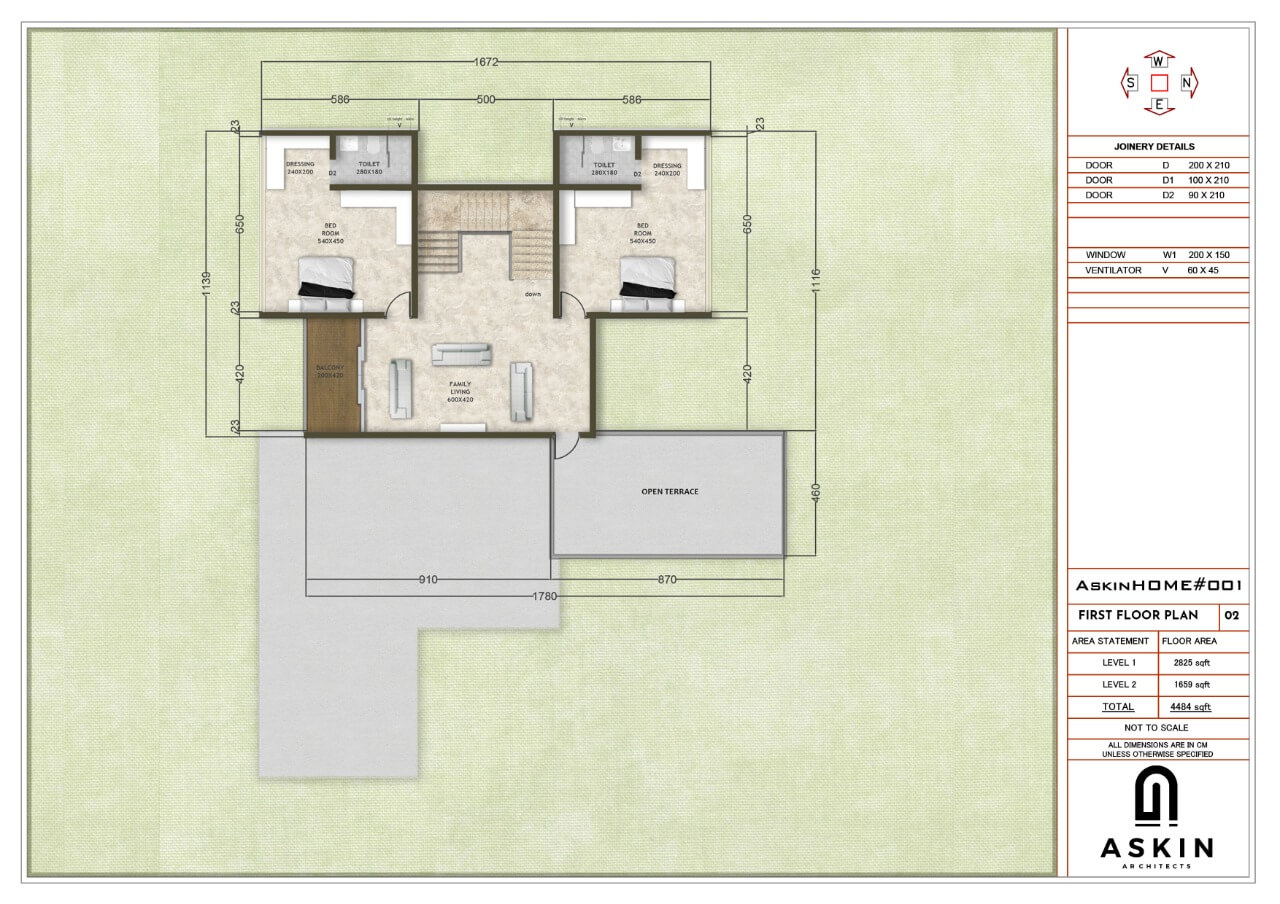 1672
586
500
586
V
V
23
23
DRESSING
240X200
D2
TOILET
280X180
TOILET
280X180
D2
DRESSING
240X200
650
BED
ROOM
540X450
BED
ROOM
540X450
650
1139
1116
down
23
23
420
BALCONY
200X420
FAMILY
LIVING
600X420
420
23
OPEN TERRACE
460
910
870
1780
W
S
N
E
JOINERY DETAILS
DOOR D 200 X 210
DOOR D1 100 X 210
DOOR D2 90 X 210
WINDOW W1 200 X 150
VENTILATOR V 60 X 45
ASKINHOME#001
FIRST FLOOR PLAN 02
AREA STATEMENT FLOOR AREA
LEVEL 1 2825 sqft
LEVEL 2 1659 sqft
TOTAL 4484 sqft
NOT TO SCALE
ALL DIMENSIONS ARE IN CM
UNLESS OTHERWISE SPECIFIED
ASKIN
ARCHITECTS